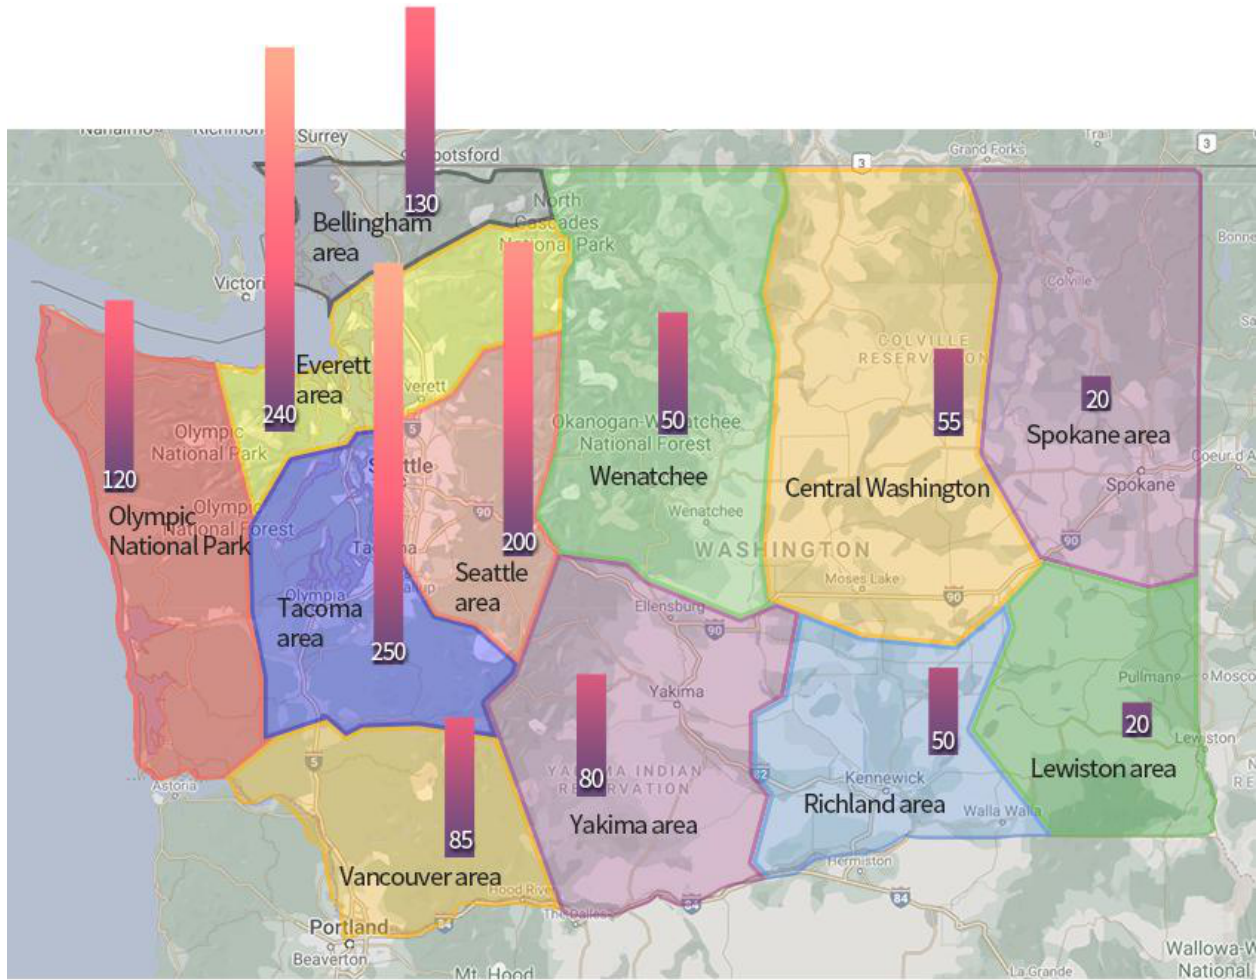 Surrey
Grand Forks
Trail
3
3
130
North
Cascades
National Park
Bellingham
area
Victoria
Colville
COLVILLE
RESERVATION
Everett
area
240
Everett
50
55
20
Okanogan-Wenatchee
National Forest
Spokane area
Olympic
National Park
5
Seattle
Wenatchee
Central Washington
Spokane
120
Olympic
National Forest
Olympic
National Park
90
Wenatchee
90
200
WASHINGTON
Tacoma
Seattle
area
Moses Lake
90
Olympia
Tacoma
area
Ellensburg
90
250
Yakima
Pullman
Moscow
50
20
Lewiston
5
80
YAKIMA INDIAN
RESERVATION
82
Kennewick
Lewiston area
Astoria
Richland area
Walla Walla
85
Yakima area
Vancouver area
Hermiston
Hood River
84
84
84
The Dalles
Portland
Beaverton
Mt. Hood
La Grande
Wallowa-W
National